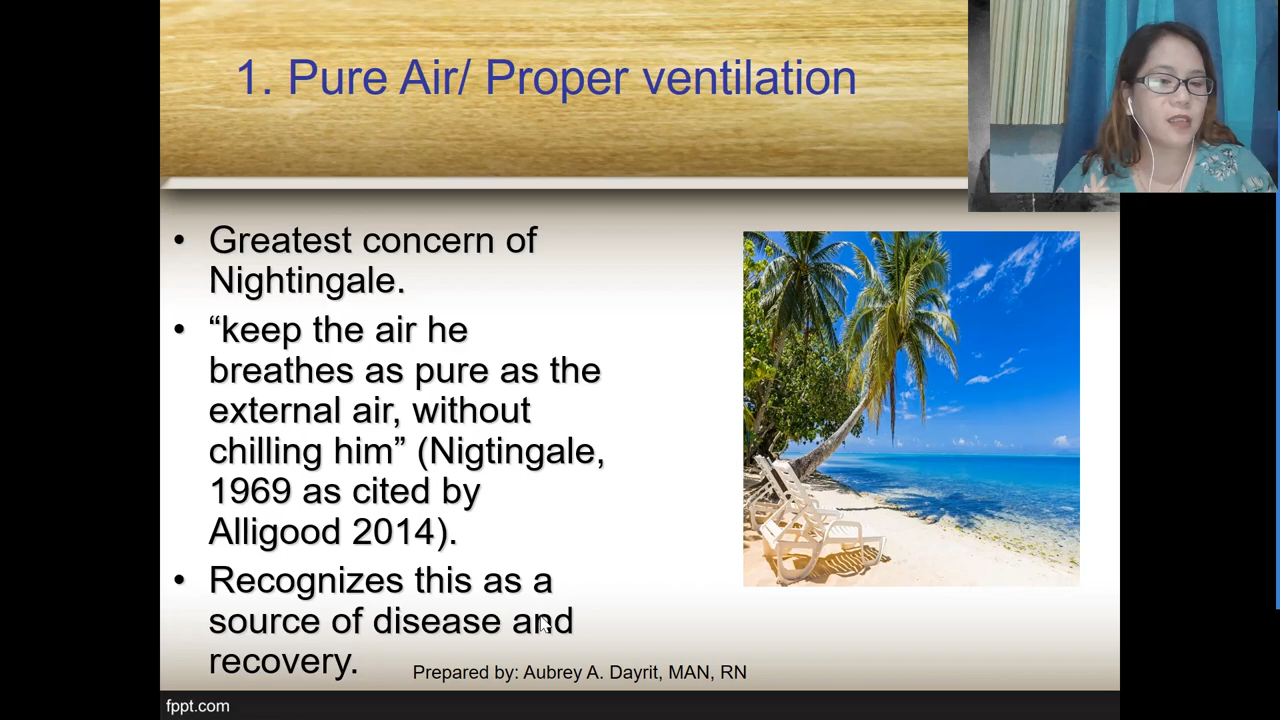 1. Pure Air/ Proper ventilation
• Greatest concern of
Nightingale.
• “keep the air he
breathes as pure as the
external air, without
chilling him” (Nigtingale,
1969 as cited by
Alligood 2014).
• Recognizes this as a
source of disease and
recovery.
Prepared by: Aubrey A. Dayrit, MAN, RN
fppt.com